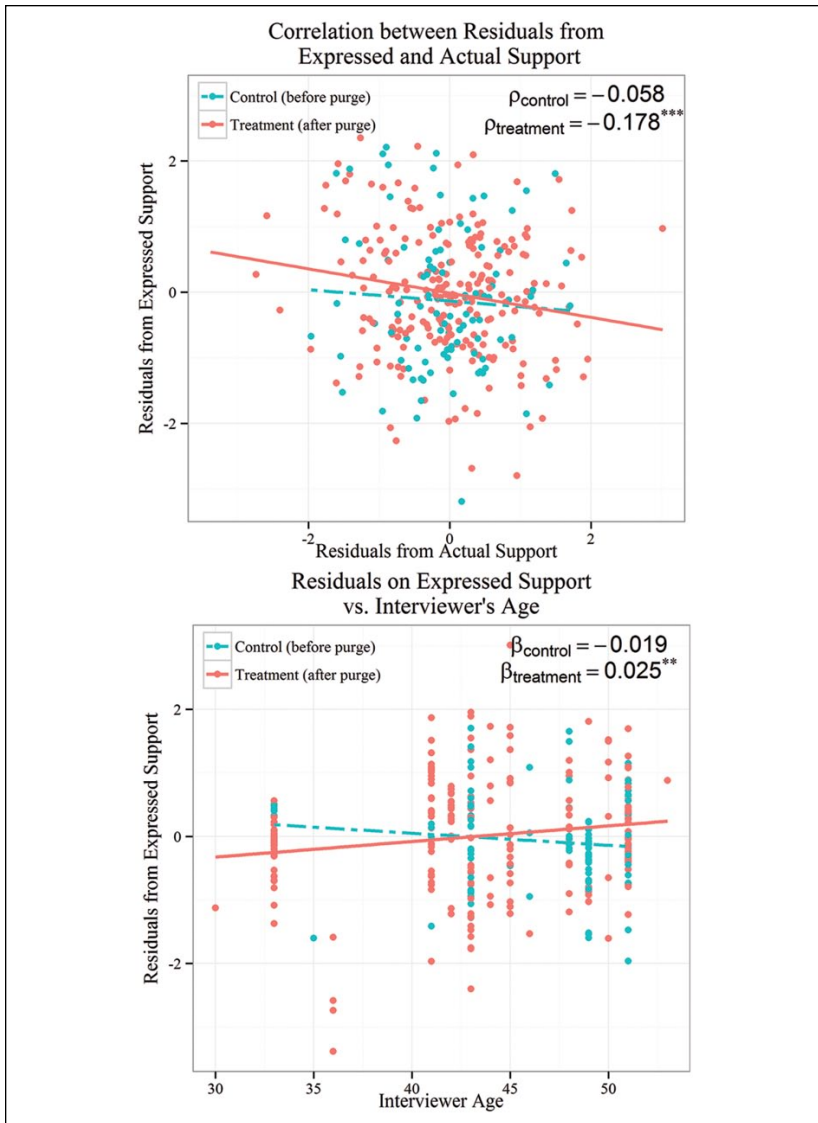 Correlation between Residuals from
Expressed and Actual Support
Control (before purge)
Treatment (after purge)
ρcontrol = −0.058
ρtreatment = −0.178***
2
0
-2
Residuals from Expressed Support
-2
0
2
Residuals from Actual Support
Residuals on Expressed Support
vs. Interviewer's Age
Control (before purge)
Treatment (after purge)
βcontrol = −0.019
βtreatment = 0.025**
2
0
-2
Residuals from Expressed Support
30
35
40
45
50
Interviewer Age